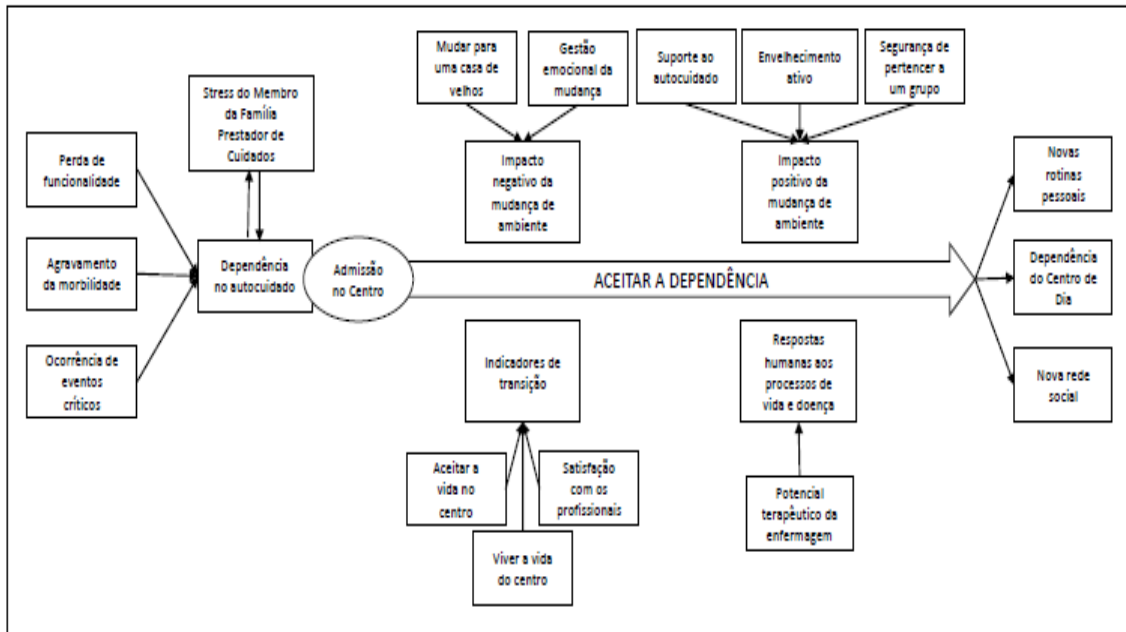 Mudar para
uma casa de
velhos
Gestão
emocional da
mudança
Suporte ao
autocuidado
Envelhecimento
ativo
Segurança de
pertencer a
um grupo
Stress do Membro
da Família
Prestador de
Cuidados
Perda de
funcionalidade
Impacto
negativo da
mudança de
ambiente
Impacto
positivo da
mudança de
ambiente
Novas
rotinas
pessoais
Agravamento
da morbilidade
Dependência
no autocuidado
Admissão
no Centro
ACEITAR A DEPENDÊNCIA
Dependência
do Centro de
Dia
Ocorrência de
eventos
críticos
Indicadores de
transição
Respostas
humanas aos
processos de
vida e doença
Nova rede
social
Aceitar a
vida no
centro
Satisfação
com os
profissionais
Viver a vida
do centro
Potencial
terapêutico da
enfermagem